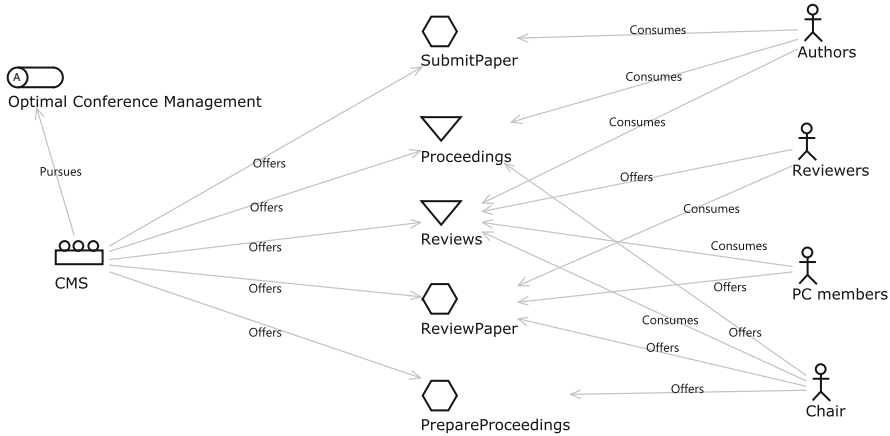 Consumes
SubmitPaper
Authors
A
Optimal Conference Management
Consumes
Consumes
Proceedings
Offers
Pursues
Offers
Reviewers
Offers
Consumes
Reviews
Offers
Consumes
CMS
Offers
Offers
PC members
ReviewPaper
Consumes
Offers
Offers
Offers
Offers
PrepareProceedings
Chair